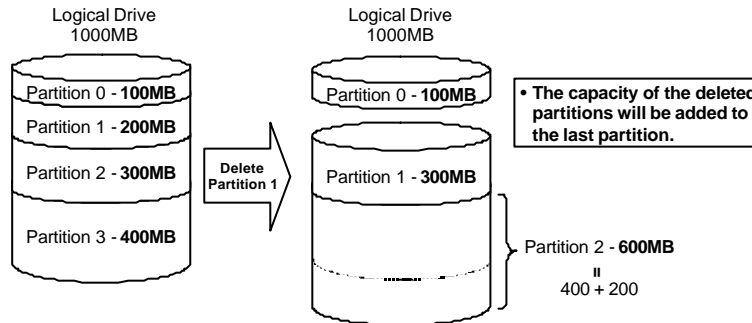 Logical Drive
1000MB
Partition 0 - 100MB
Partition 1 - 200MB
Partition 2 - 300MB
Partition 3 - 400MB
Delete
Partition 1
Logical Drive
1000MB
Partition 0 - 100MB
Partition 1 - 300MB
Partition 2 - 600MB
=
400 + 200
• The capacity of the deleted
partitions will be added to
the last partition.